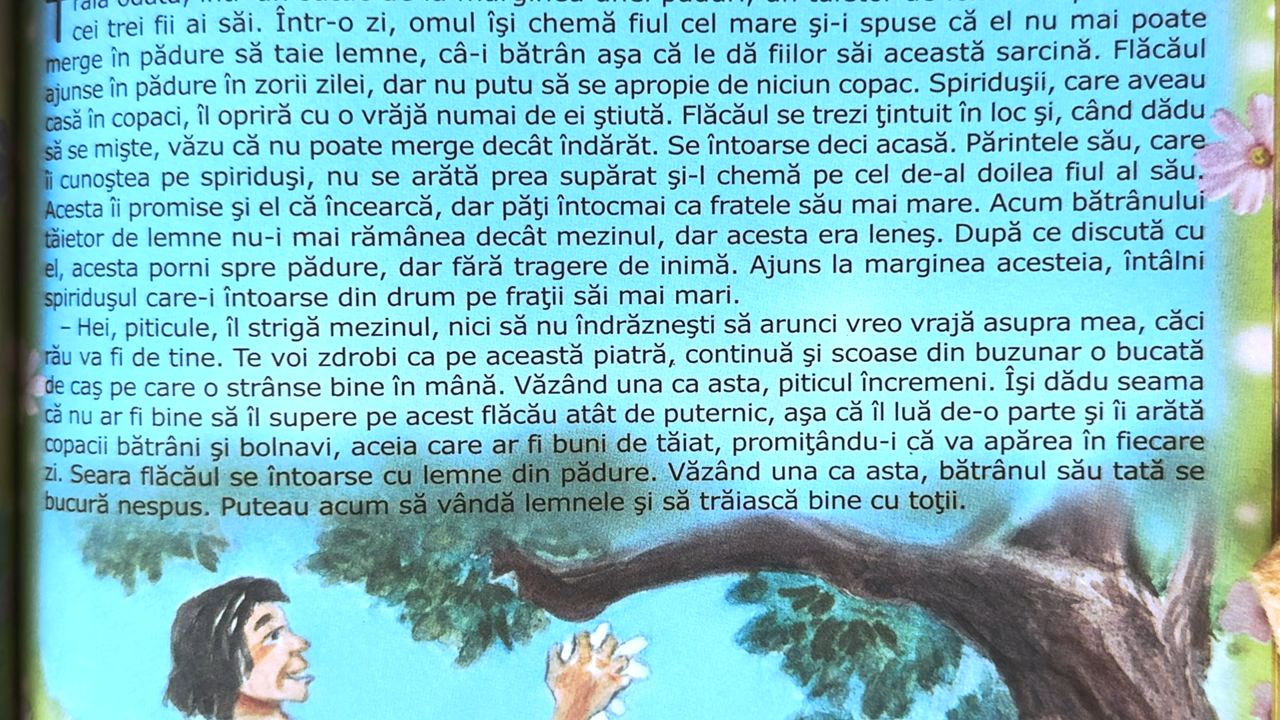 cei trei fii ai săi. Într-o zi, omul îşi chemă fiul cel mare şi-i spuse că el nu mai poate
merge în pădure să taie lemne, câ-i bătrân aşa că le dă fiilor săi această sarcină. Flăcăul
ajunse în pădure în zorii zilei, dar nu putu să se apropie de niciun copac. Spiriduşii, care aveau
casă în copaci, îl opriră cu o vrăjă numai de ei ştiută. Flăcăul se trezi ţintuit în loc şi, când dădu
să se mişte, văzu că nu poate merge decât îndărăt. Se întoarse deci acasă. Părintele său, care
îi cunoştea pe spiriduşi, nu se arătă prea supărat şi-l chemă pe cel de-al doilea fiul al său.
Acesta îi promise şi el că încearcă, dar păţi întocmai ca fratele său mai mare. Acum bătrânului
tăietor de lemne nu-i mai rămânea decât mezinul, dar acesta era leneş. După ce discută cu
el, acesta porni spre pădure, dar fără tragere de inimă. Ajuns la marginea acesteia, întâlni
spiriduşul care-i întoarse din drum pe fraţii săi mai mari.
– Hei, piticule, îl strigă mezinul, nici să nu îndrăzneşti să arunci vreo vrajă asupra mea, căci
rău va fi de tine. Te voi zdrobi ca pe această piatră, continuă şi scoase din buzunar o bucată
de caş pe care o strânse bine în mână. Văzând una ca asta, piticul încremeni. Îşi dădu seama
că nu ar fi bine să îl supere pe acest flăcău atât de puternic, aşa că îl luă de-o parte şi îi arătă
copacii bătrâni şi bolnavi, aceia care ar fi buni de tăiat, promiţându-i că va apărea în fiecare
zi. Seara flăcăul se întoarse cu lemne din pădure. Văzând una ca asta, bătrânul său tată se
bucură nespus. Puteau acum să vândă lemnele şi să trăiască bine cu toţii.